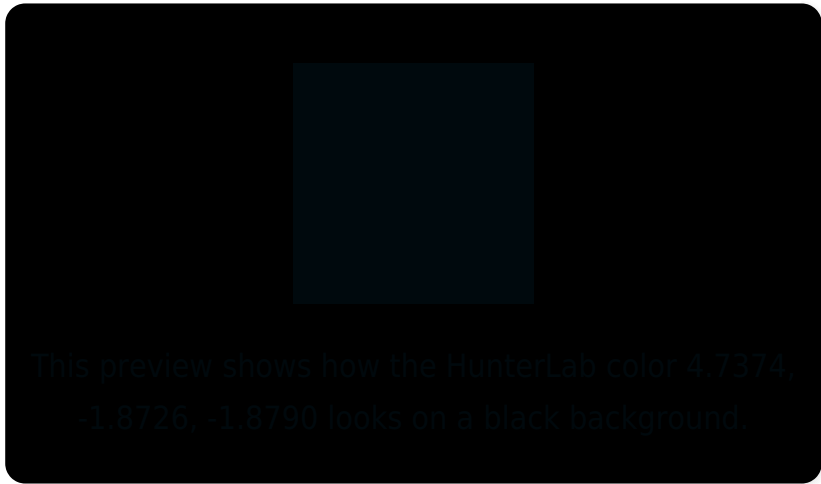 This preview shows how the HunterLab color 4.7374,
-1.8726, -1.8790 looks on a black background.